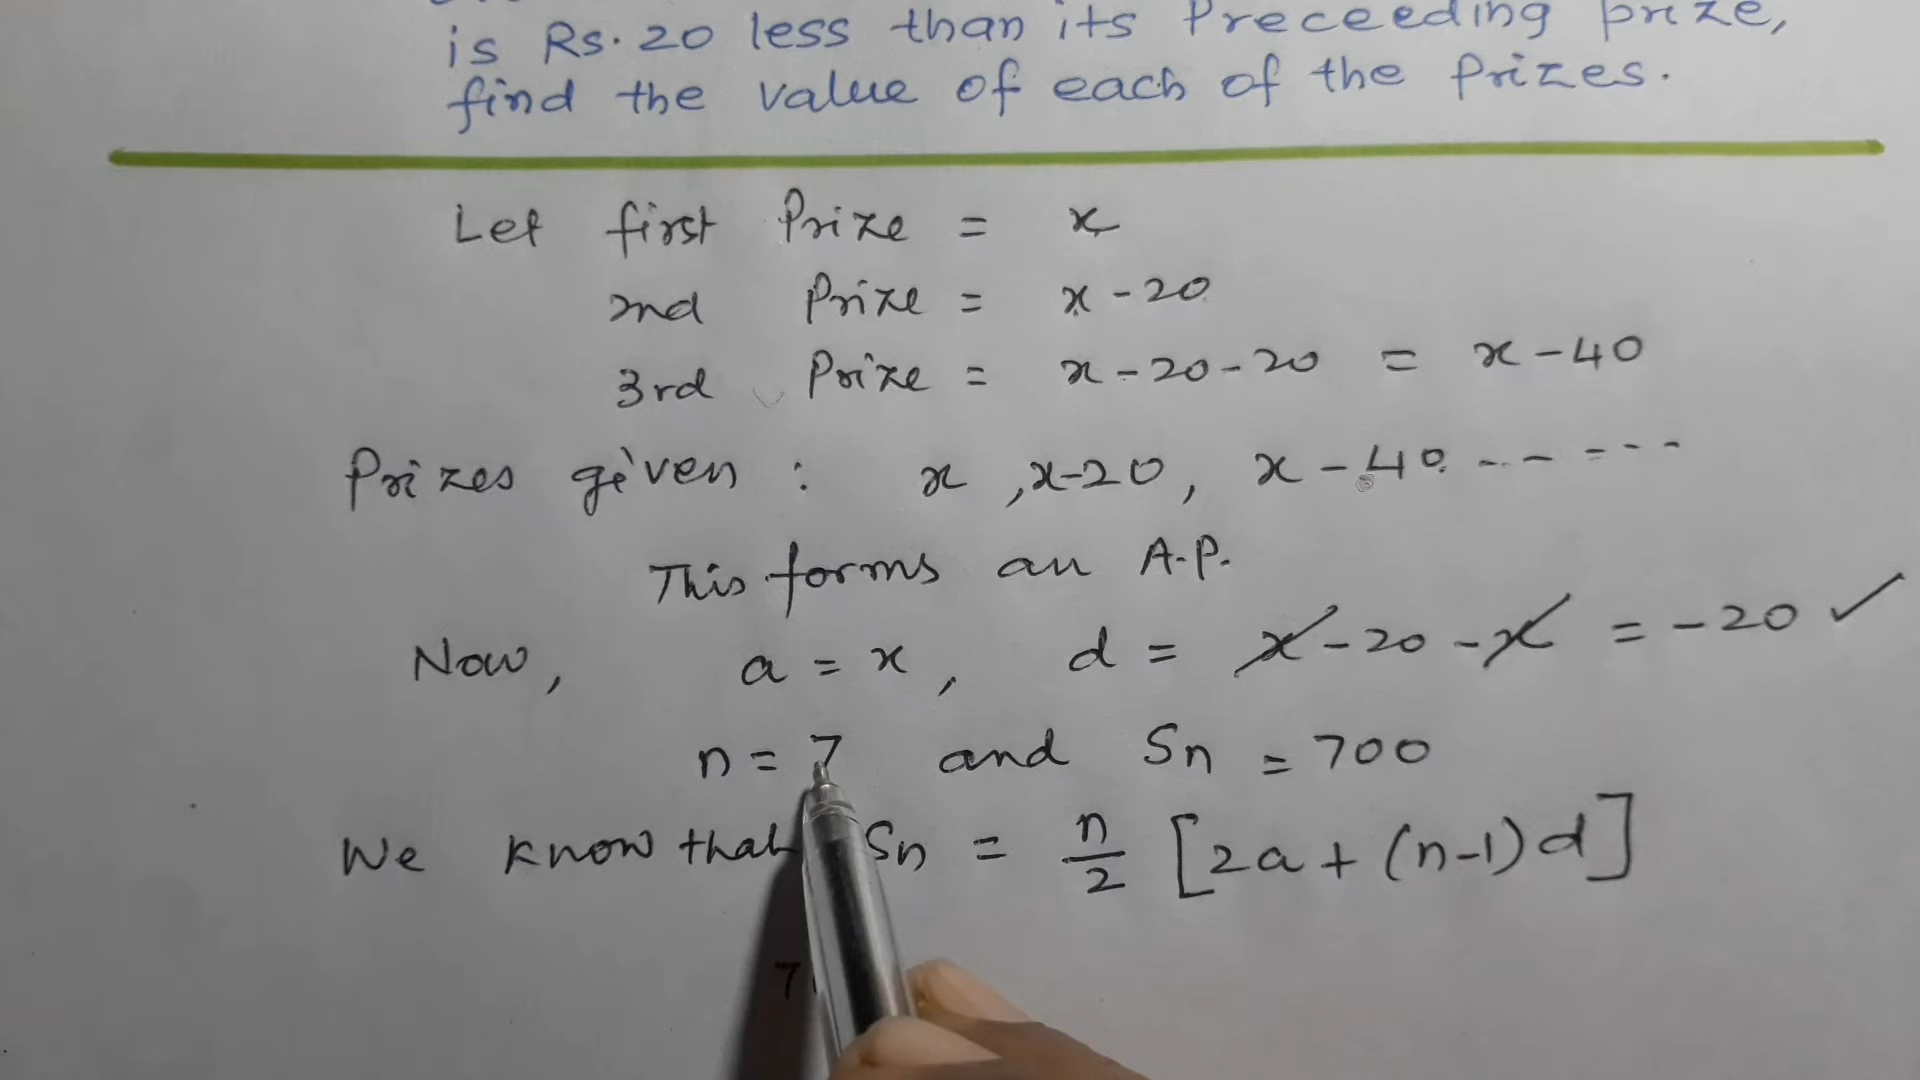 is Rs. 20 less than its Preceeding prize,
find the value of each of the Prizes.
Let first Prize = x
2nd Prize = x - 20
3rd Prize = x - 20 - 20 = x - 40
Prizes given : x , x-20, x - 40 - - - - - -
This forms an A.P.
Now, a = x , d = x - 20 - x = - 20 ✓
n = 7 and Sn = 700
We know that Sn = n/2 [2a + (n-1)d]
7